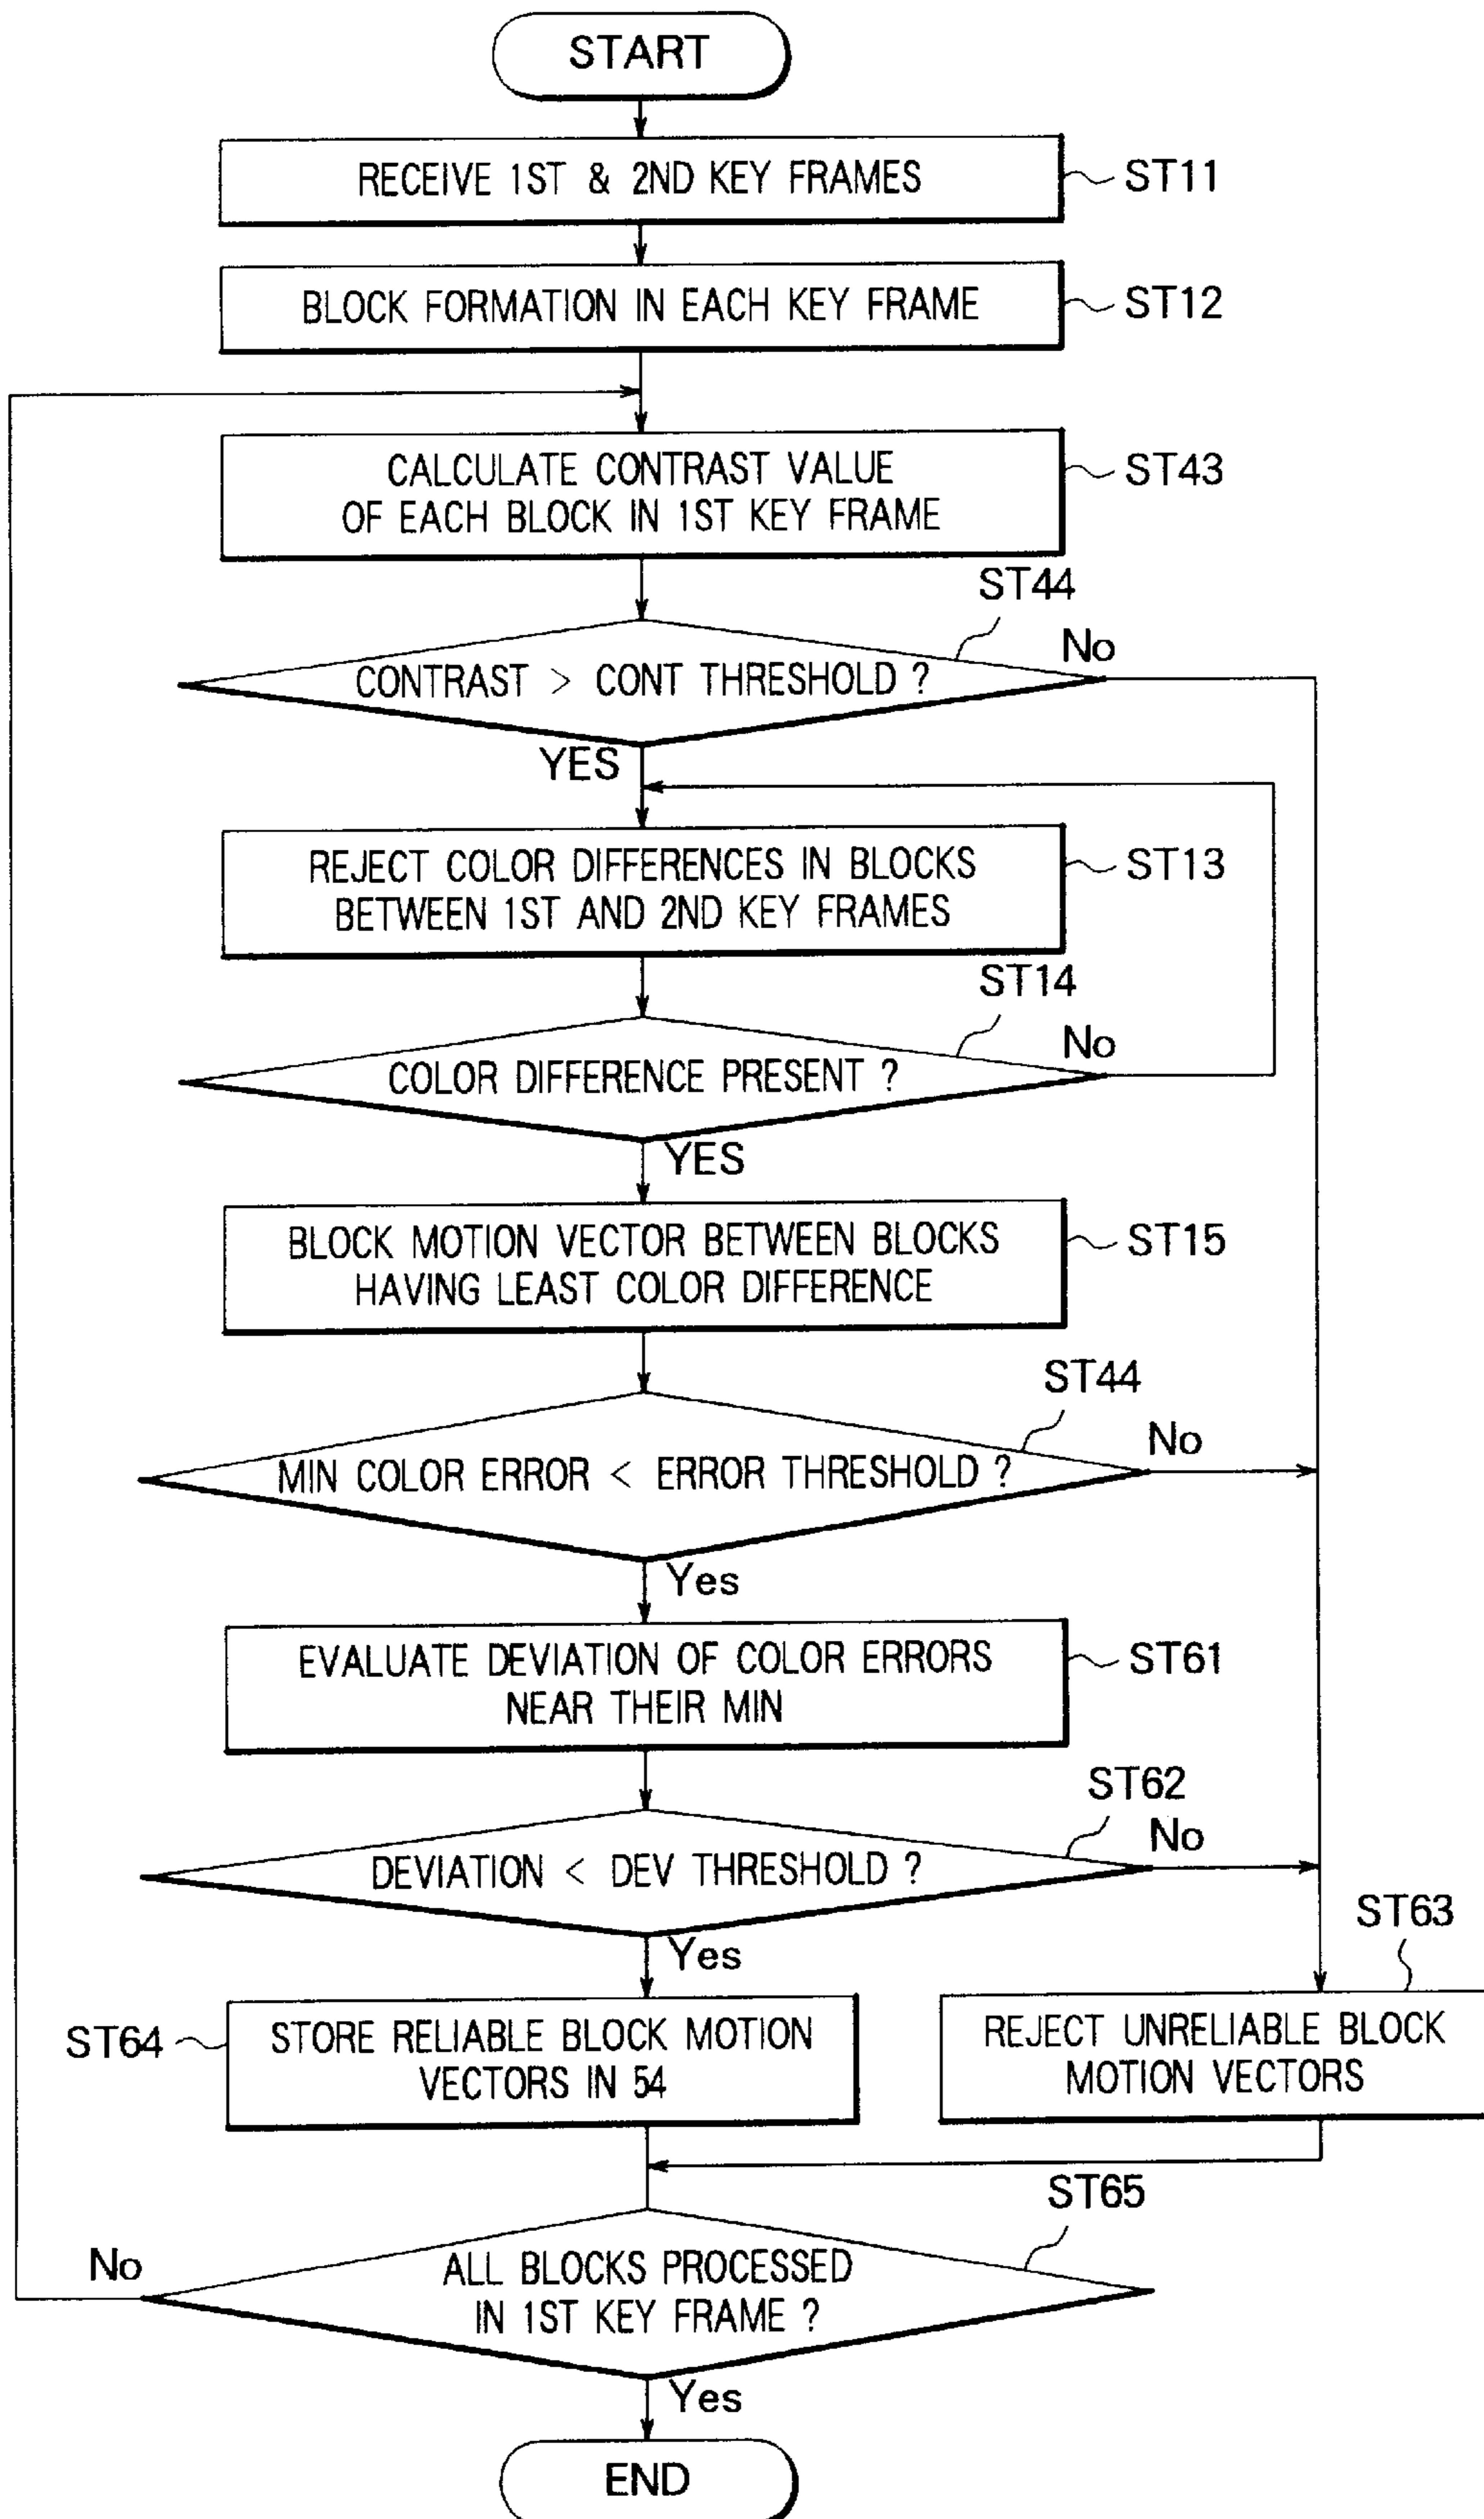 START
RECEIVE 1ST & 2ND KEY FRAMES
ST11
BLOCK FORMATION IN EACH KEY FRAME
ST12
CALCULATE CONTRAST VALUE
OF EACH BLOCK IN 1ST KEY FRAME
ST43
ST44
CONTRAST > CONT THRESHOLD ?
No
YES
REJECT COLOR DIFFERENCES IN BLOCKS
BETWEEN 1ST AND 2ND KEY FRAMES
ST13
ST14
COLOR DIFFERENCE PRESENT ?
No
YES
BLOCK MOTION VECTOR BETWEEN BLOCKS
HAVING LEAST COLOR DIFFERENCE
ST15
ST44
MIN COLOR ERROR < ERROR THRESHOLD ?
No
Yes
EVALUATE DEVIATION OF COLOR ERRORS
NEAR THEIR MIN
ST61
ST62
DEVIATION < DEV THRESHOLD ?
No
Yes
ST63
ST64
STORE RELIABLE BLOCK MOTION
VECTORS IN 54
REJECT UNRELIABLE BLOCK
MOTION VECTORS
ST65
No
ALL BLOCKS PROCESSED
IN 1ST KEY FRAME ?
Yes
END